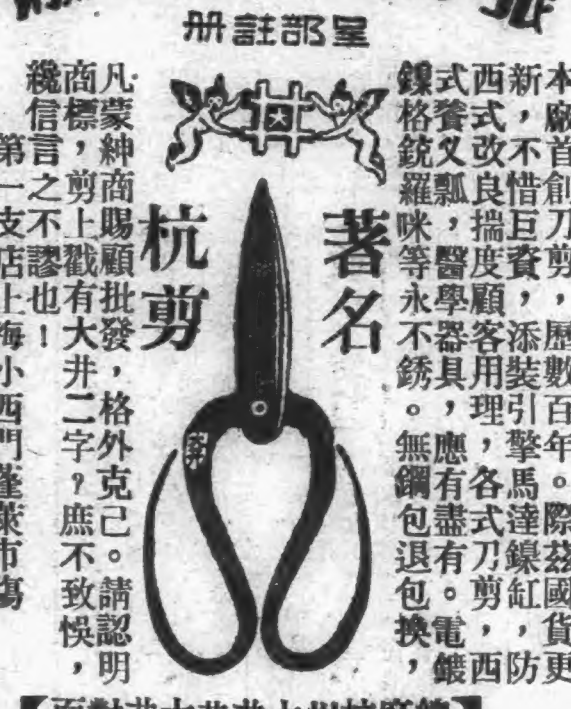 呈部註册
本廠首創刀剪，歷數百年。際茲國貨更
新，不惜巨資，添裝引擎馬達鎳缸，防
西式改良揣度顧客用理，各式刀剪，西
式餐叉瓢，醫學器具，應有盡有。電鍍
鎳格銃羅咪等永不銹。無鋼包退包換，
大
著名
杭剪
凡蒙紳商賜顧批發，格外克己。請認明
商標，剪上戳有大井二字？庶不致悞，
纔信言之不謬也！
第一支店上海小西門蓬萊市塲